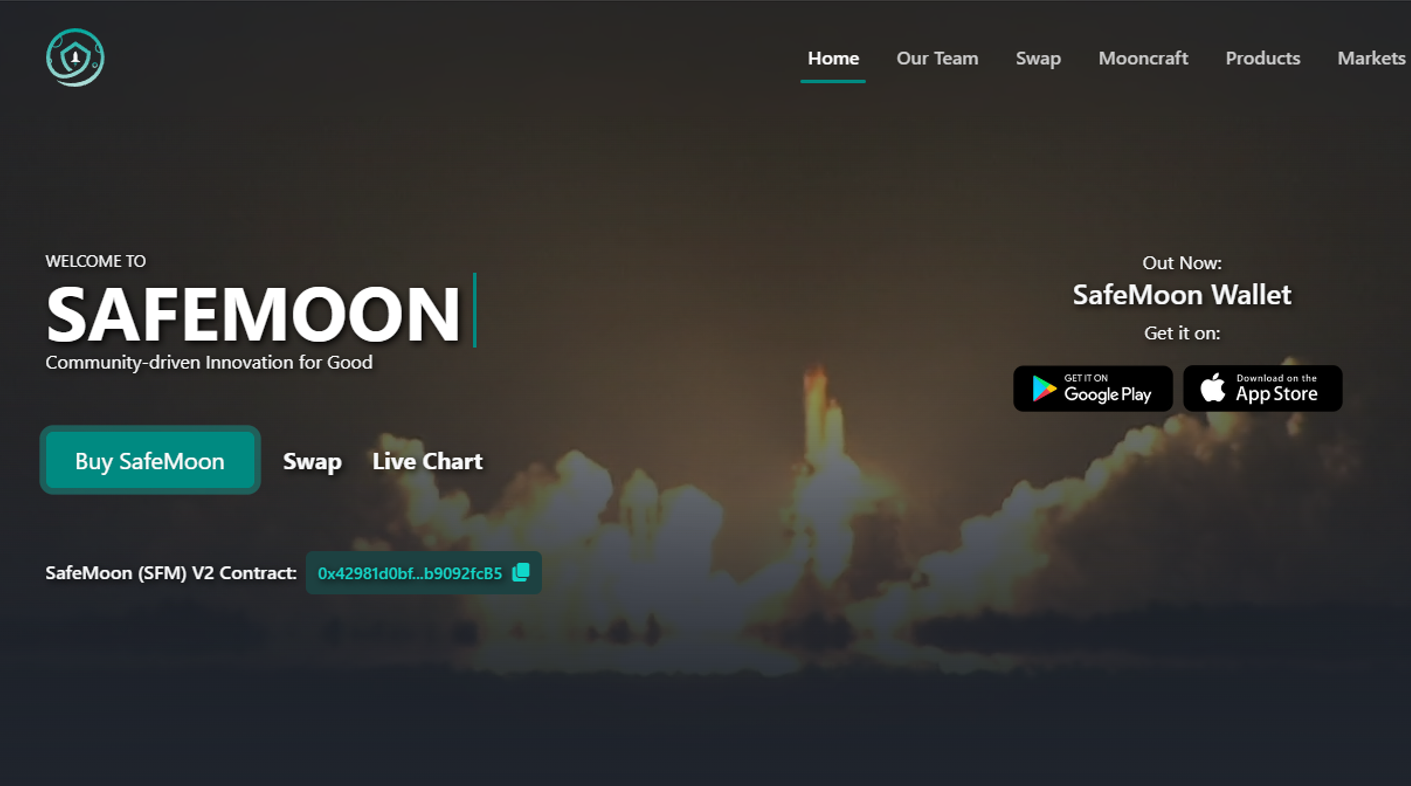 Home Our Team Swap Mooncraft Products Markets
WELCOME TO
SAFEMOON
Community-driven Innovation for Good
Buy SafeMoon Swap Live Chart
SafeMoon (SFM) V2 Contract: 0x42981d0bf...b9092fcB5
Out Now:
SafeMoon Wallet
Get it on:
GET IT ON
Google Play
Download on the
App Store